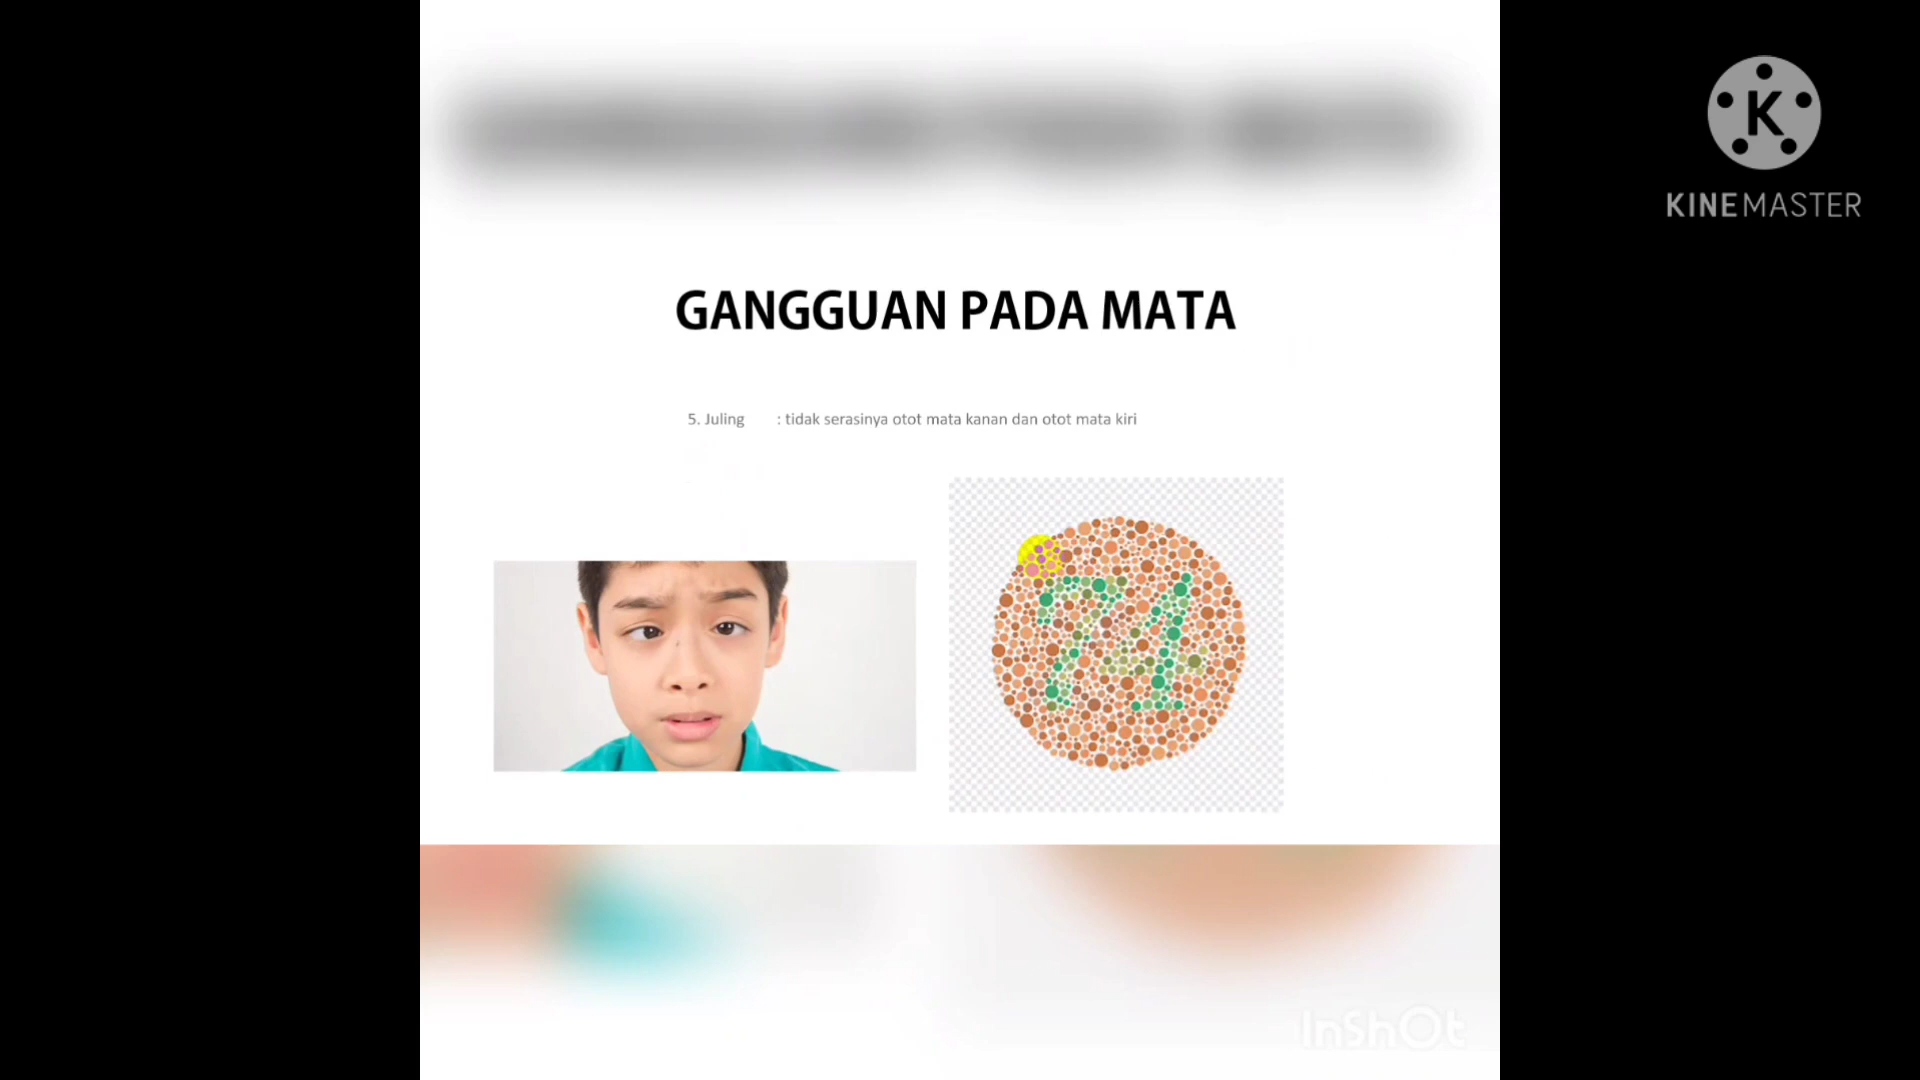 K
KINEMASTER
GANGGUAN PADA MATA
5. Juling : tidak serasinya otot mata kanan dan otot mata kiri
74
InShOt